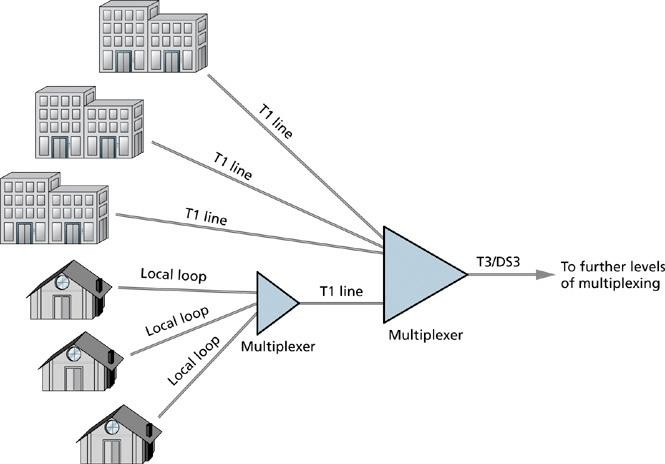 T1 line
T1 line
T1 line
Local loop
Local loop
Local loop
Multiplexer
T1 line
Multiplexer
T3/DS3
To further levels
of multiplexing